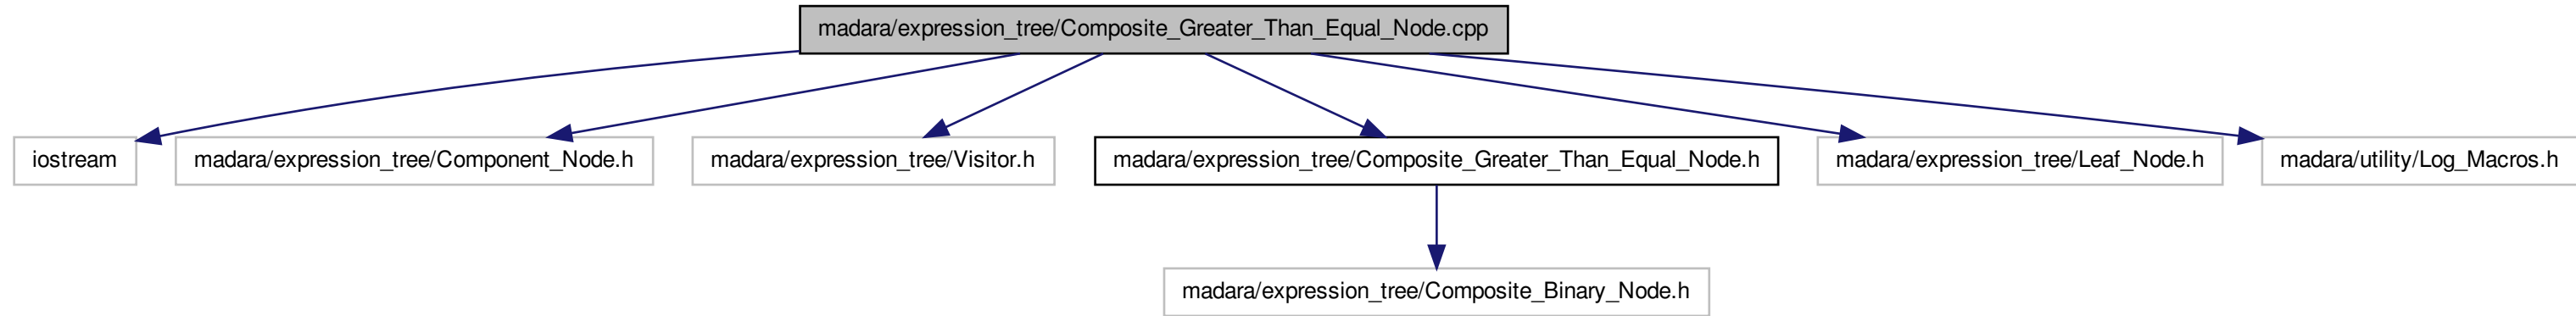 madara/expression_tree/Composite_Greater_Than_Equal_Node.cpp
iostream
madara/expression_tree/Component_Node.h
madara/expression_tree/Visitor.h
madara/expression_tree/Composite_Greater_Than_Equal_Node.h
madara/expression_tree/Leaf_Node.h
madara/utility/Log_Macros.h
madara/expression_tree/Composite_Binary_Node.h